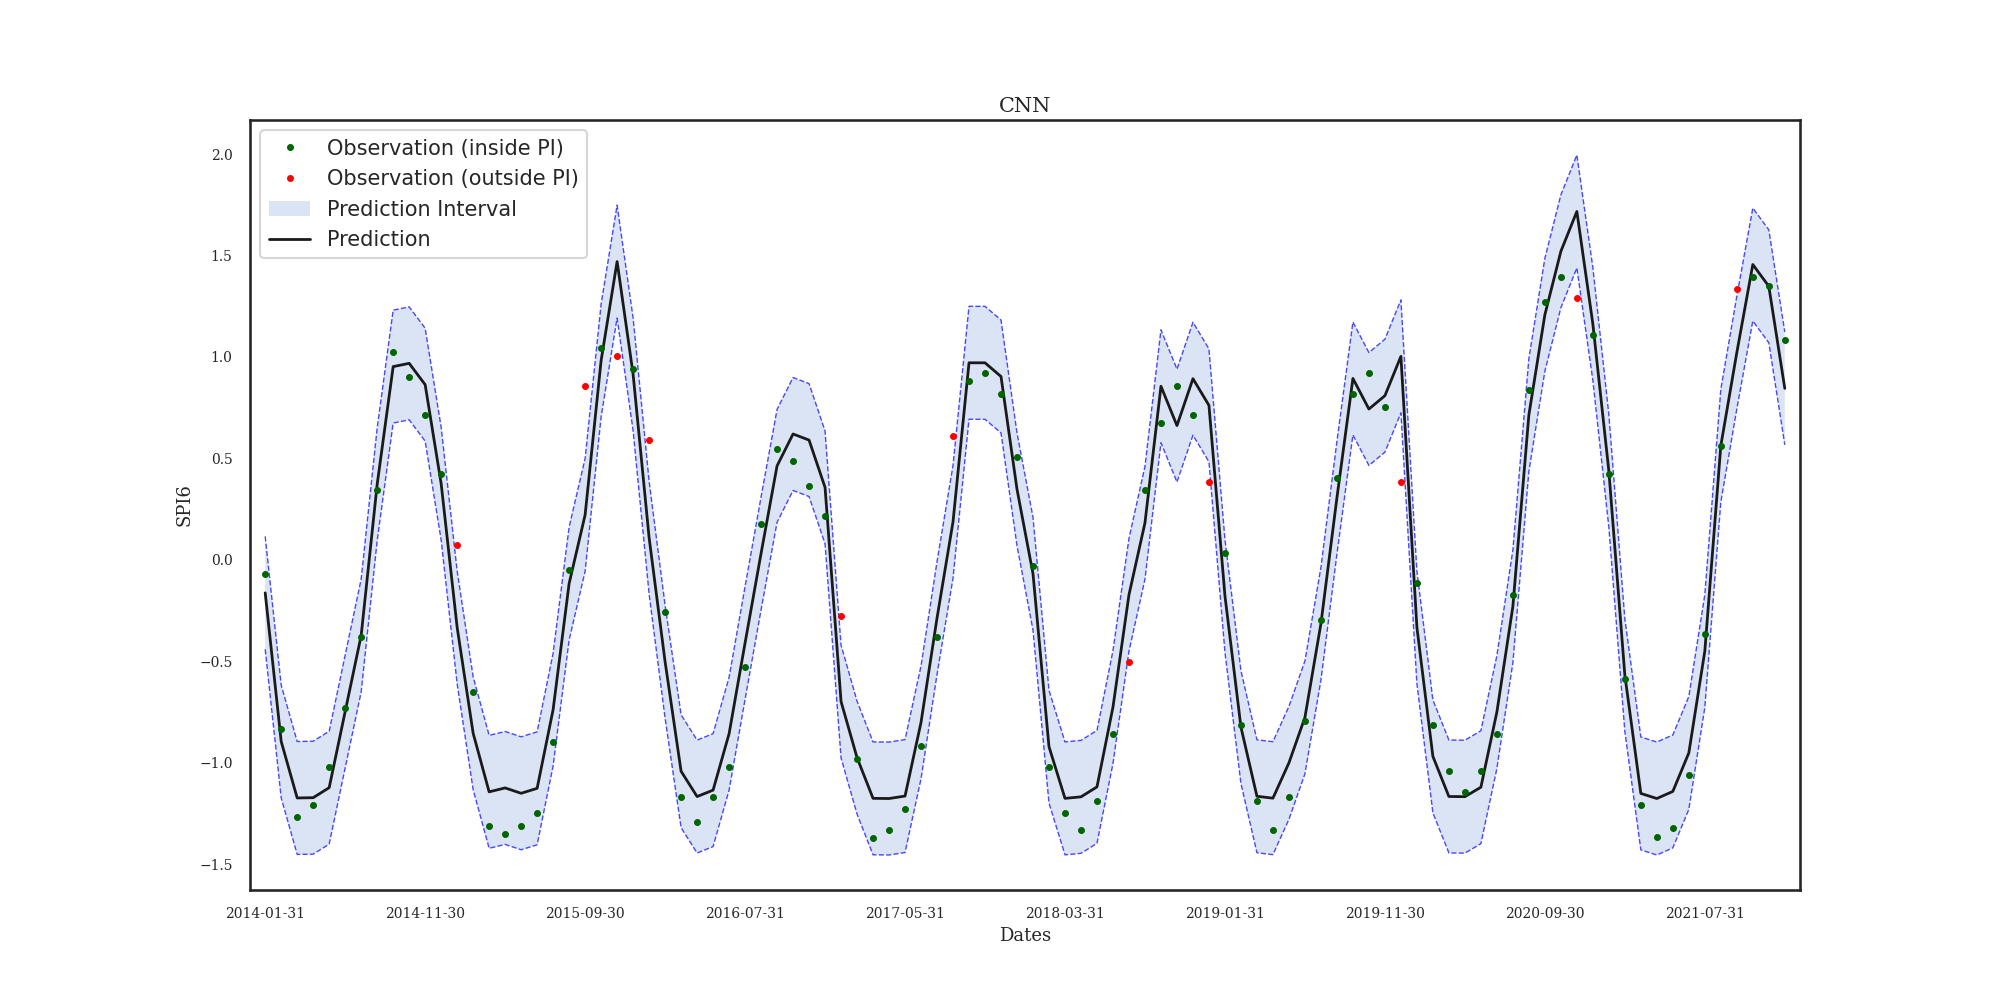 CNN
Observation (inside PI)
Observation (outside PI)
Prediction Interval
Prediction
2.0
1.5
1.0
0.5
0.0
−0.5
−1.0
−1.5
SPI6
2014-01-31 2014-11-30 2015-09-30 2016-07-31 2017-05-31 2018-03-31 2019-01-31 2019-11-30 2020-09-30 2021-07-31
Dates